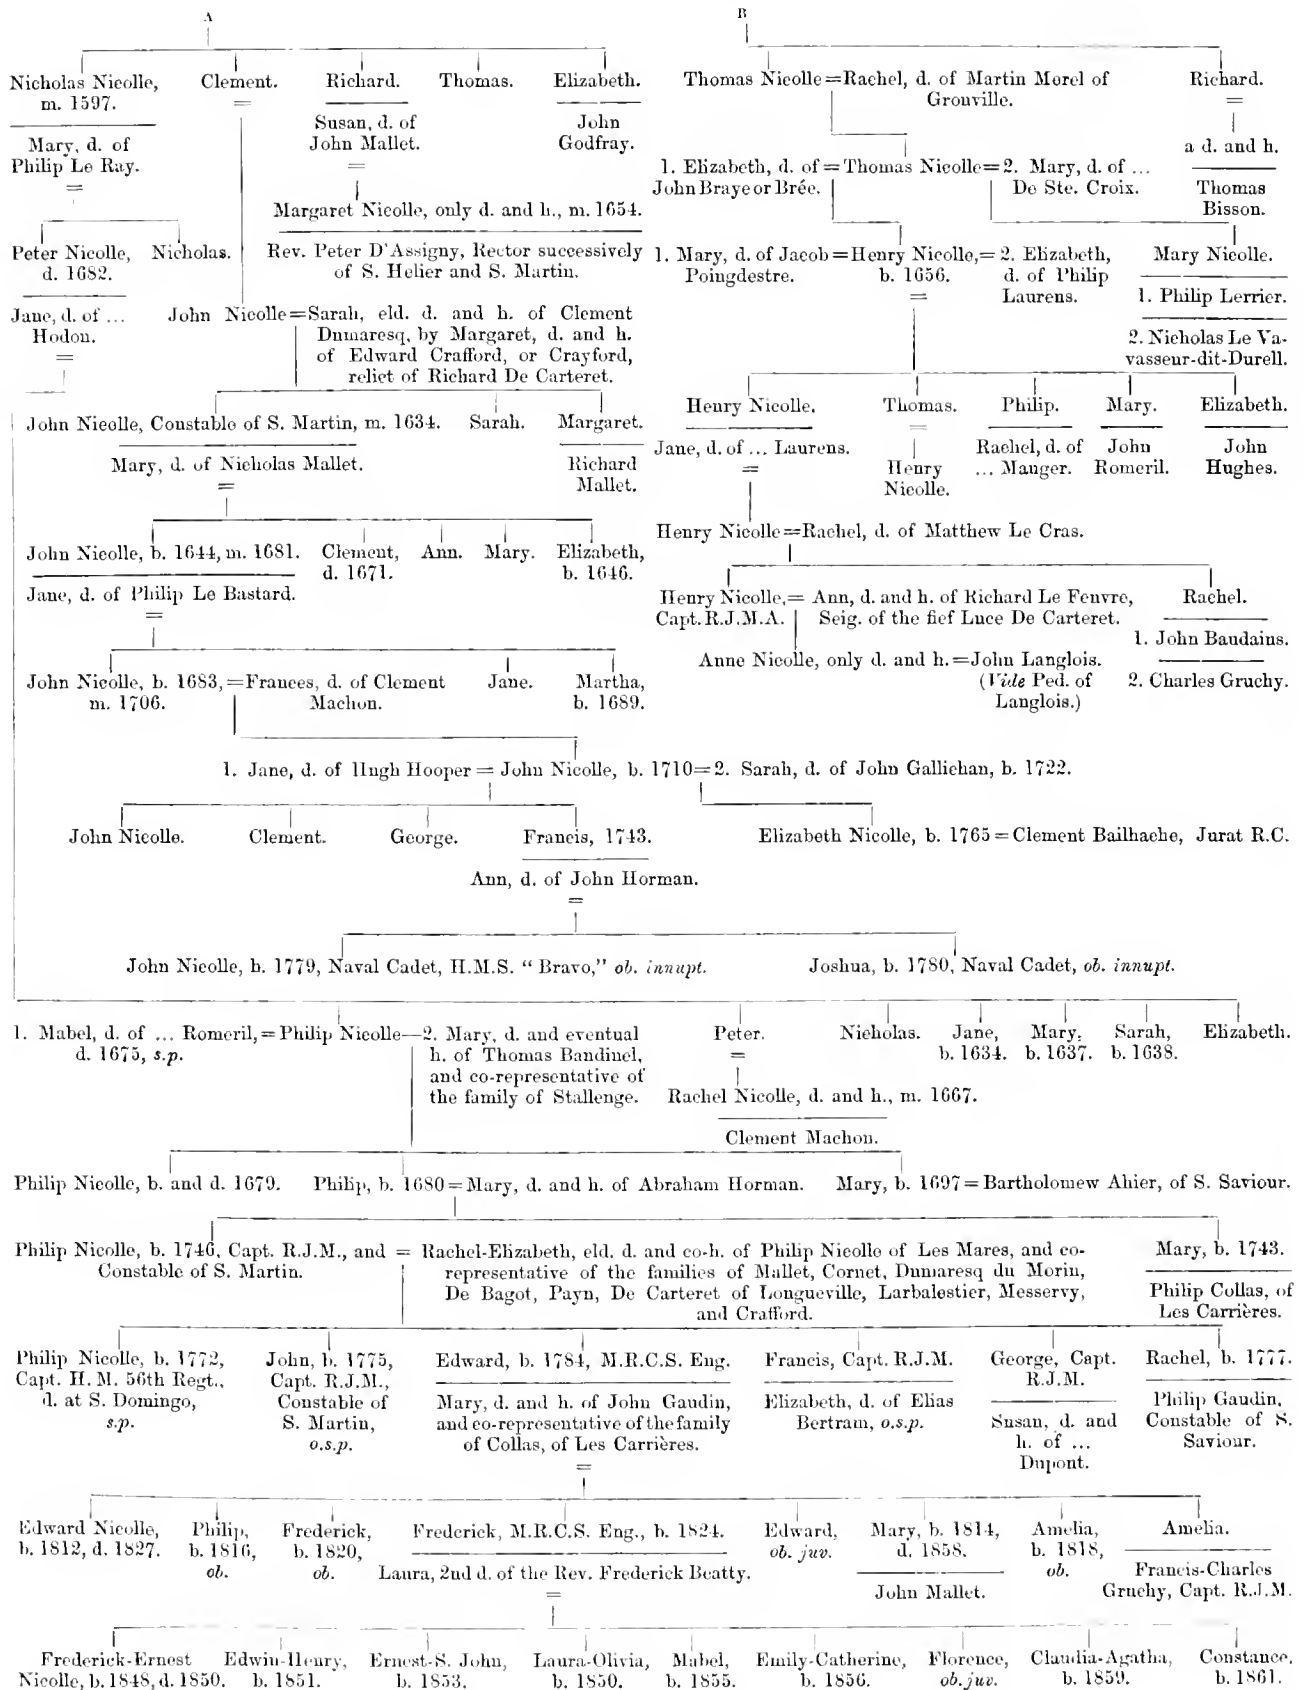 A
Nicholas Nicolle, Clement. Richard. Thomas. Elizabeth.
m. 1597.
=
Susan, d. of John
John Mallet. Godfray.
Mary, d. of
Philip Le Ray.
=
=
Margaret Nicolle, only d. and h., m. 1654.
Peter Nicolle, Nicholas. Rev. Peter D'Assigny, Rector successively
d. 1682. of S. Helier and S. Martin.
Jane, d. of ... John Nicolle=Sarah, eld. d. and h. of Clement
Hodon. Dumaresq, by Margaret, d. and h.
= of Edward Crafford, or Crayford,
relict of Richard De Carteret.
John Nicolle, Constable of S. Martin, m. 1634. Sarah. Margaret.
Mary, d. of Nicholas Mallet. Richard
= Mallet.
John Nicolle, b. 1644, m. 1681. Clement, Ann. Mary. Elizabeth,
d. 1671. b. 1646.
Jane, d. of Philip Le Bastard.
=
John Nicolle, b. 1683,=Frances, d. of Clement Jane. Martha,
m. 1706. Machon. b. 1689.
B
Thomas Nicolle=Rachel, d. of Martin Morel of Richard.
Grouville. =
a d. and h.
1. Elizabeth, d. of=Thomas Nicolle=2. Mary, d. of ...
John Braye or Brée. De Ste. Croix. Thomas
Bisson.
1. Mary, d. of Jacob=Henry Nicolle,=2. Elizabeth, Mary Nicolle.
Poingdestre. b. 1656. d. of Philip
= Laurens. 1. Philip Lerrier.
2. Nicholas Le Va-
vasseur-dit-Durell.
Henry Nicolle. Thomas. Philip. Mary. Elizabeth.
=
Jane, d. of ... Laurens. Rachel, d. of John John
= Henry ... Mauger. Romeril. Hughes.
Nicolle.
Henry Nicolle=Rachel, d. of Matthew Le Cras.
Henry Nicolle,= Ann, d. and h. of Richard Le Feuvre, Rachel.
Capt. R.J.M.A. Seig. of the fief Luce De Carteret.
1. John Baudains.
Anne Nicolle, only d. and h.=John Langlois.
(Vide Ped. of 2. Charles Gruchy.
Langlois.)
1. Jane, d. of Hugh Hooper = John Nicolle, b. 1710=2. Sarah, d. of John Gallichan, b. 1722.
John Nicolle. Clement. George. Francis, 1743. Elizabeth Nicolle, b. 1765=Clement Bailhache, Jurat R.C.
Ann, d. of John Horman.
=
John Nicolle, b. 1779, Naval Cadet, H.M.S. "Bravo," ob. innupt. Joshua, b. 1780, Naval Cadet, ob. innupt.
1. Mabel, d. of ... Romeril,=Philip Nicolle—2. Mary, d. and eventual Peter. Nicholas. Jane, Mary, Sarah, Elizabeth.
d. 1675, s.p. h. of Thomas Bandinel, = b. 1634. b. 1637. b. 1638.
and co-representative of
the family of Stallenge. Rachel Nicolle, d. and h., m. 1667.
Clement Machon.
Philip Nicolle, b. and d. 1679. Philip, b. 1680=Mary, d. and h. of Abraham Horman. Mary, b. 1697=Bartholomew Ahier, of S. Saviour.
Philip Nicolle, b. 1746, Capt. R.J.M., and = Rachel-Elizabeth, eld. d. and co-h. of Philip Nicolle of Les Mares, and co- Mary, b. 1743.
Constable of S. Martin. representative of the families of Mallet, Cornet, Dumaresq du Morin,
De Bagot, Payn, De Carteret of Longueville, Larbalestier, Messervy, Philip Collas, of
and Crafford. Les Carrières.
Philip Nicolle, b. 1772, John, b. 1775, Edward, b. 1784, M.R.C.S. Eng. Francis, Capt. R.J.M. George, Capt. Rachel, b. 1777.
Capt. H.M. 56th Regt., Capt. R.J.M., R.J.M.
d. at S. Domingo, Constable of Mary, d. and h. of John Gaudin, Elizabeth, d. of Elias Philip Gaudin,
s.p. S. Martin, and co-representative of the family Bertram, o.s.p. Susan, d. and Constable of S.
o.s.p. of Collas, of Les Carrières. h. of ... Saviour.
= Dupont.
Edward Nicolle, Philip, Frederick, Frederick, M.R.C.S. Eng., b. 1824. Edward, Mary, b. 1814, Amelia, Amelia.
b. 1812, d. 1827. b. 1816, b. 1820, ob. juv. d. 1858. b. 1818,
ob. ob. Laura, 2nd d. of the Rev. Frederick Beatty. ob. Francis-Charles
= John Mallet. Gruchy, Capt. R.J.M.
Frederick-Ernest Edwin-Henry, Ernest-S. John, Laura-Olivia, Mabel, Emily-Catherine, Florence, Claudia-Agatha, Constance,
Nicolle, b. 1848, d. 1850. b. 1851. b. 1853. b. 1850. b. 1855. b. 1856. ob. juv. b. 1859. b. 1861.